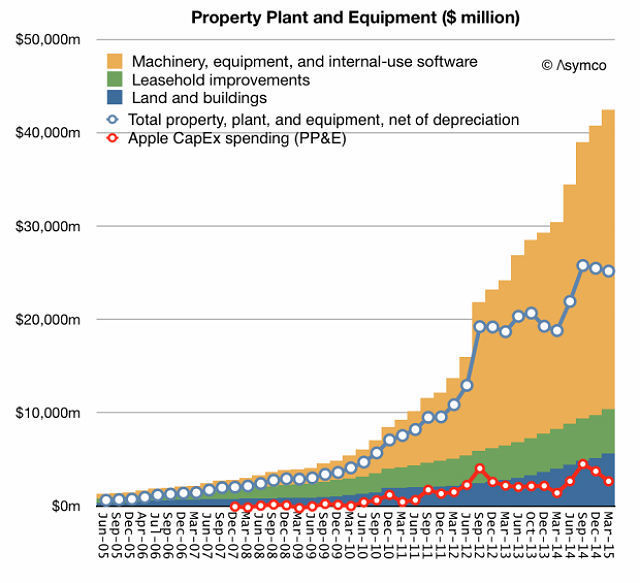 Property Plant and Equipment ($ million)
$50,000m
Machinery, equipment, and internal-use software
© Λsymco
Leasehold improvements
Land and buildings
Total property, plant, and equipment, net of depreciation
$40,000m
Apple CapEx spending (PP&E)
$30,000m
$20,000m
$10,000m
$0m
Jun-05
Sep-05
Dec-05
Apr-06
Jun-06
Sep-06
Dec-06
Mar-07
Jun-07
Sep-07
Dec-07
Mar-08
Jun-08
Sep-08
Dec-08
Mar-09
Jun-09
Sep-09
Dec-09
Mar-10
Jun-10
Sep-10
Dec-10
Mar-11
Jun-11
Sep-11
Dec-11
Mar-12
Jun-12
Sep-12
Dec-12
Mar-13
Jun-13
Oct-13
Dec-13
Mar-14
Jun-14
Sep-14
Dec-14
Mar-15